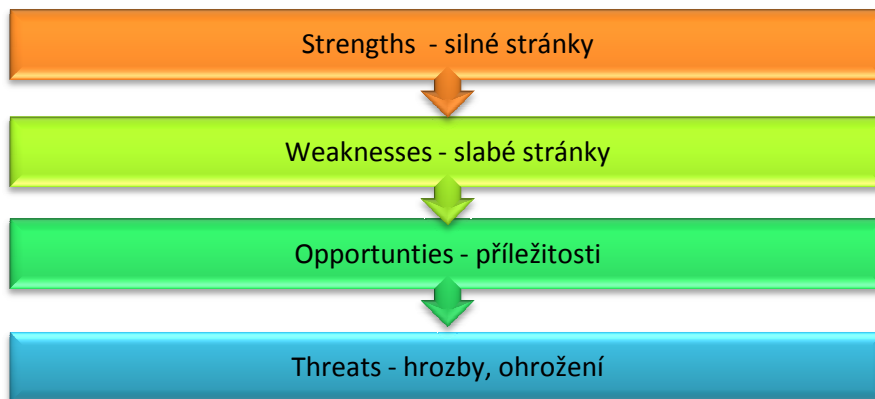 Strengths - silné stránky
Weaknesses - slabé stránky
Opportunties - příležitosti
Threats - hrozby, ohrožení